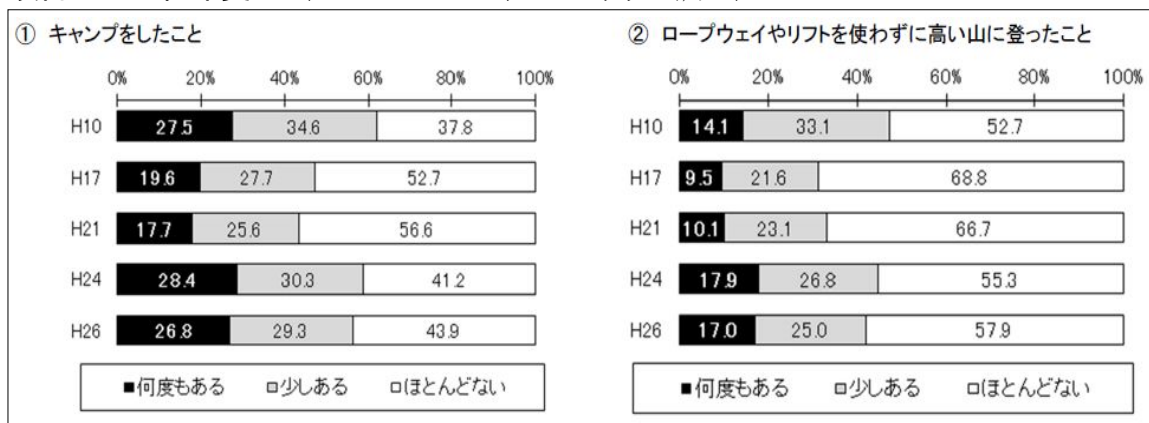 ① キャンプをしたこと
0% 20% 40% 60% 80% 100%
H10 27.5 34.6 37.8
H17 19.6 27.7 52.7
H21 17.7 25.6 56.6
H24 28.4 30.3 41.2
H26 26.8 29.3 43.9
■何度もある □少しある □ほとんどない
② ロープウェイやリフトを使わずに高い山に登ったこと
0% 20% 40% 60% 80% 100%
H10 14.1 33.1 52.7
H17 9.5 21.6 68.8
H21 10.1 23.1 66.7
H24 17.9 26.8 55.3
H26 17.0 25.0 57.9
■何度もある □少しある □ほとんどない